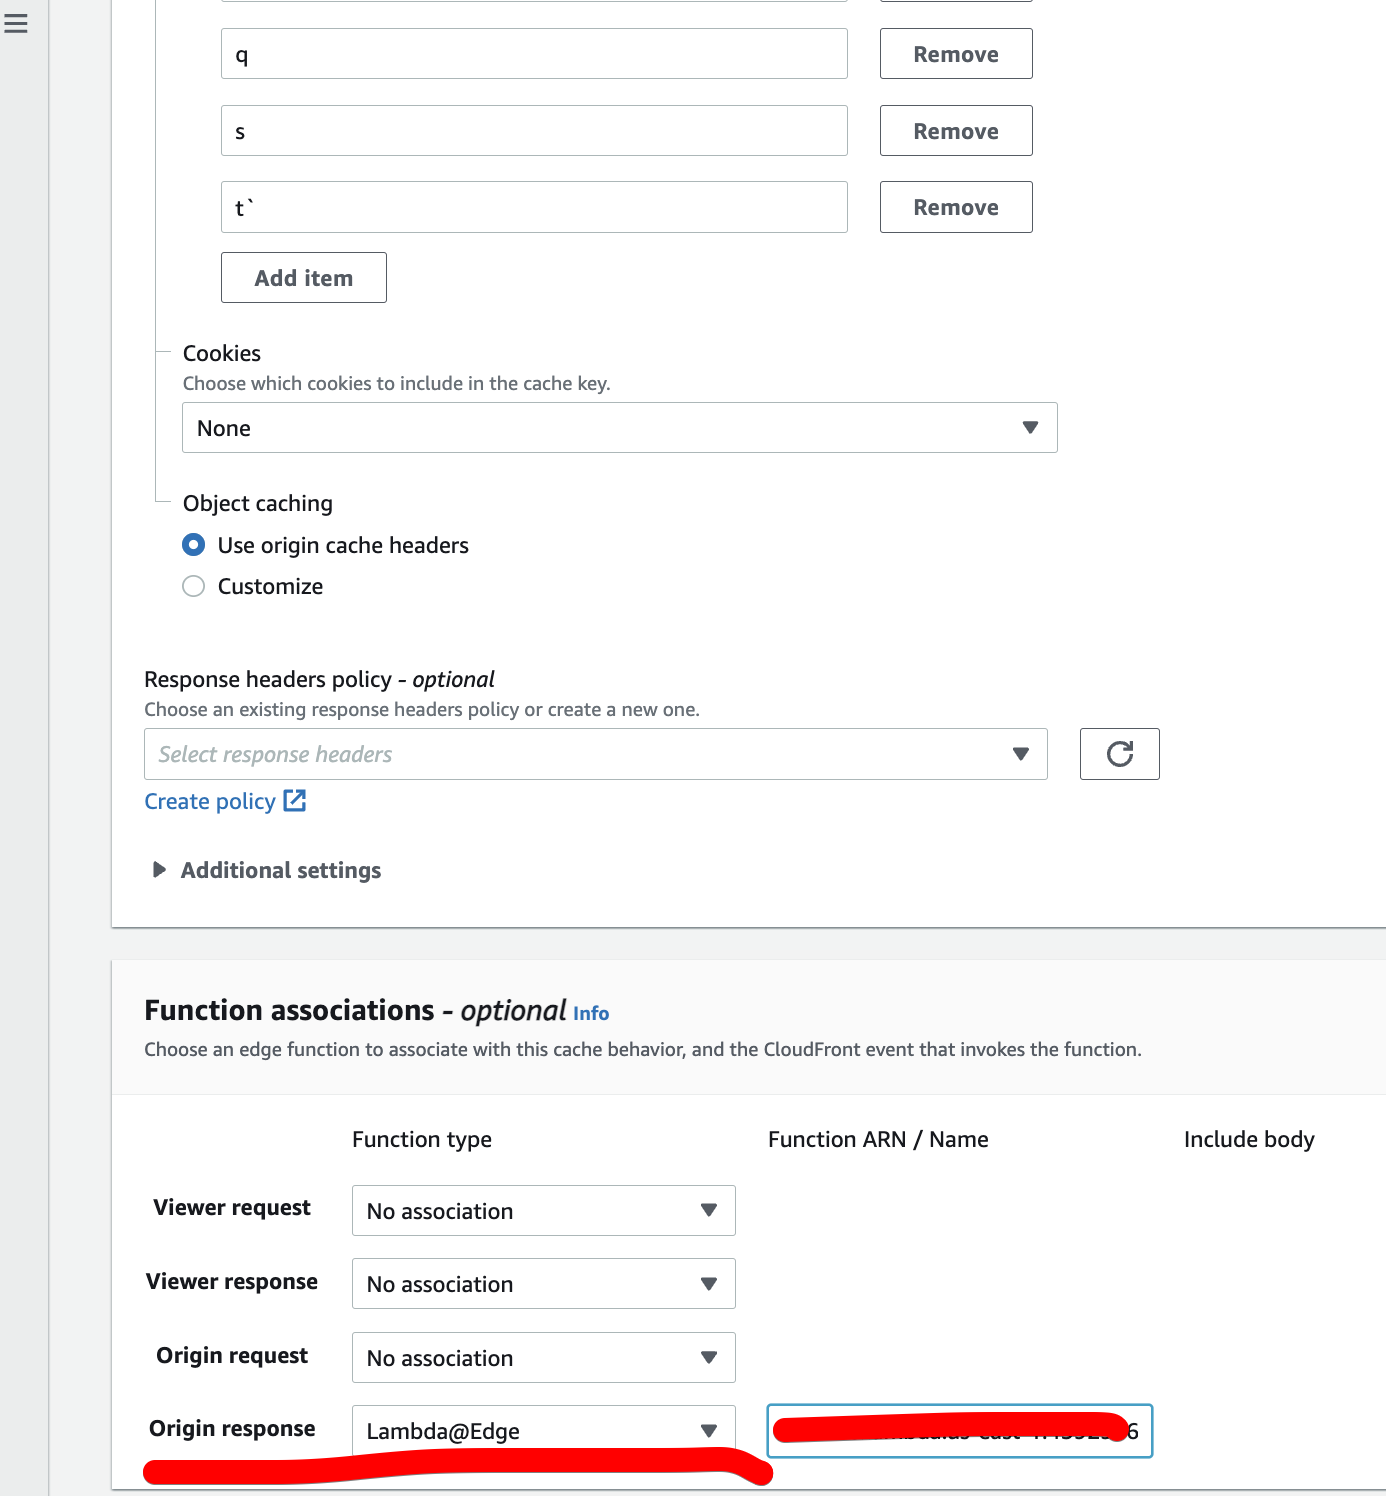 q Remove
s Remove
t` Remove
Add item
Cookies
Choose which cookies to include in the cache key.
None
Object caching
Use origin cache headers
Customize
Response headers policy - optional
Choose an existing response headers policy or create a new one.
Select response headers
Create policy
Additional settings
Function associations - optional Info
Choose an edge function to associate with this cache behavior, and the CloudFront event that invokes the function.
Function type Function ARN / Name Include body
Viewer request No association
Viewer response No association
Origin request No association
Origin response Lambda@Edge